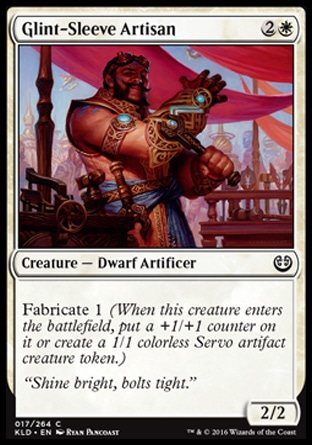 Glint-Sleeve Artisan 2
Creature — Dwarf Artificer
Fabricate 1 (When this creature enters
the battlefield, put a +1/+1 counter on
it or create a 1/1 colorless Servo artifact
creature token.)
“Shine bright, bolts tight.”
2/2
017/264 C
KLD • EN Ryan Pancoast
™ & © 2016 Wizards of the Coast